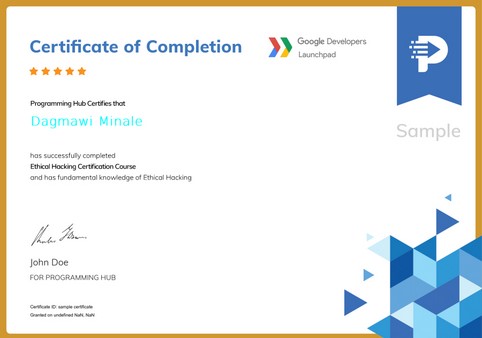 Certificate of Completion
Google Developers
Launchpad
Programming Hub Certifies that
Dagmawi Minale
Sample
has successfully completed
Ethical Hacking Certification Course
and has fundamental knowledge of Ethical Hacking
John Doe
FOR PROGRAMMING HUB
Certificate ID: sample certificate
Granted on undefined NaN, NaN